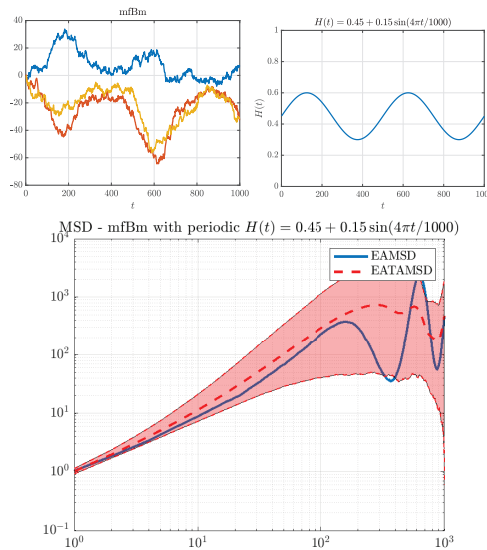 mfBm
40
20
0
-20
-40
-60
-80
0 200 400 600 800 1000
t
H(t) = 0.45 + 0.15 sin(4πt/1000)
1
0.8
0.6
0.4
0.2
0
H(t)
0 200 400 600 800 1000
t
MSD - mfBm with periodic H(t) = 0.45 + 0.15 sin(4πt/1000)
10^4
10^3
10^2
10^1
10^0
10^-1
EAMSD
EATAMSD
10^0 10^1 10^2 10^3